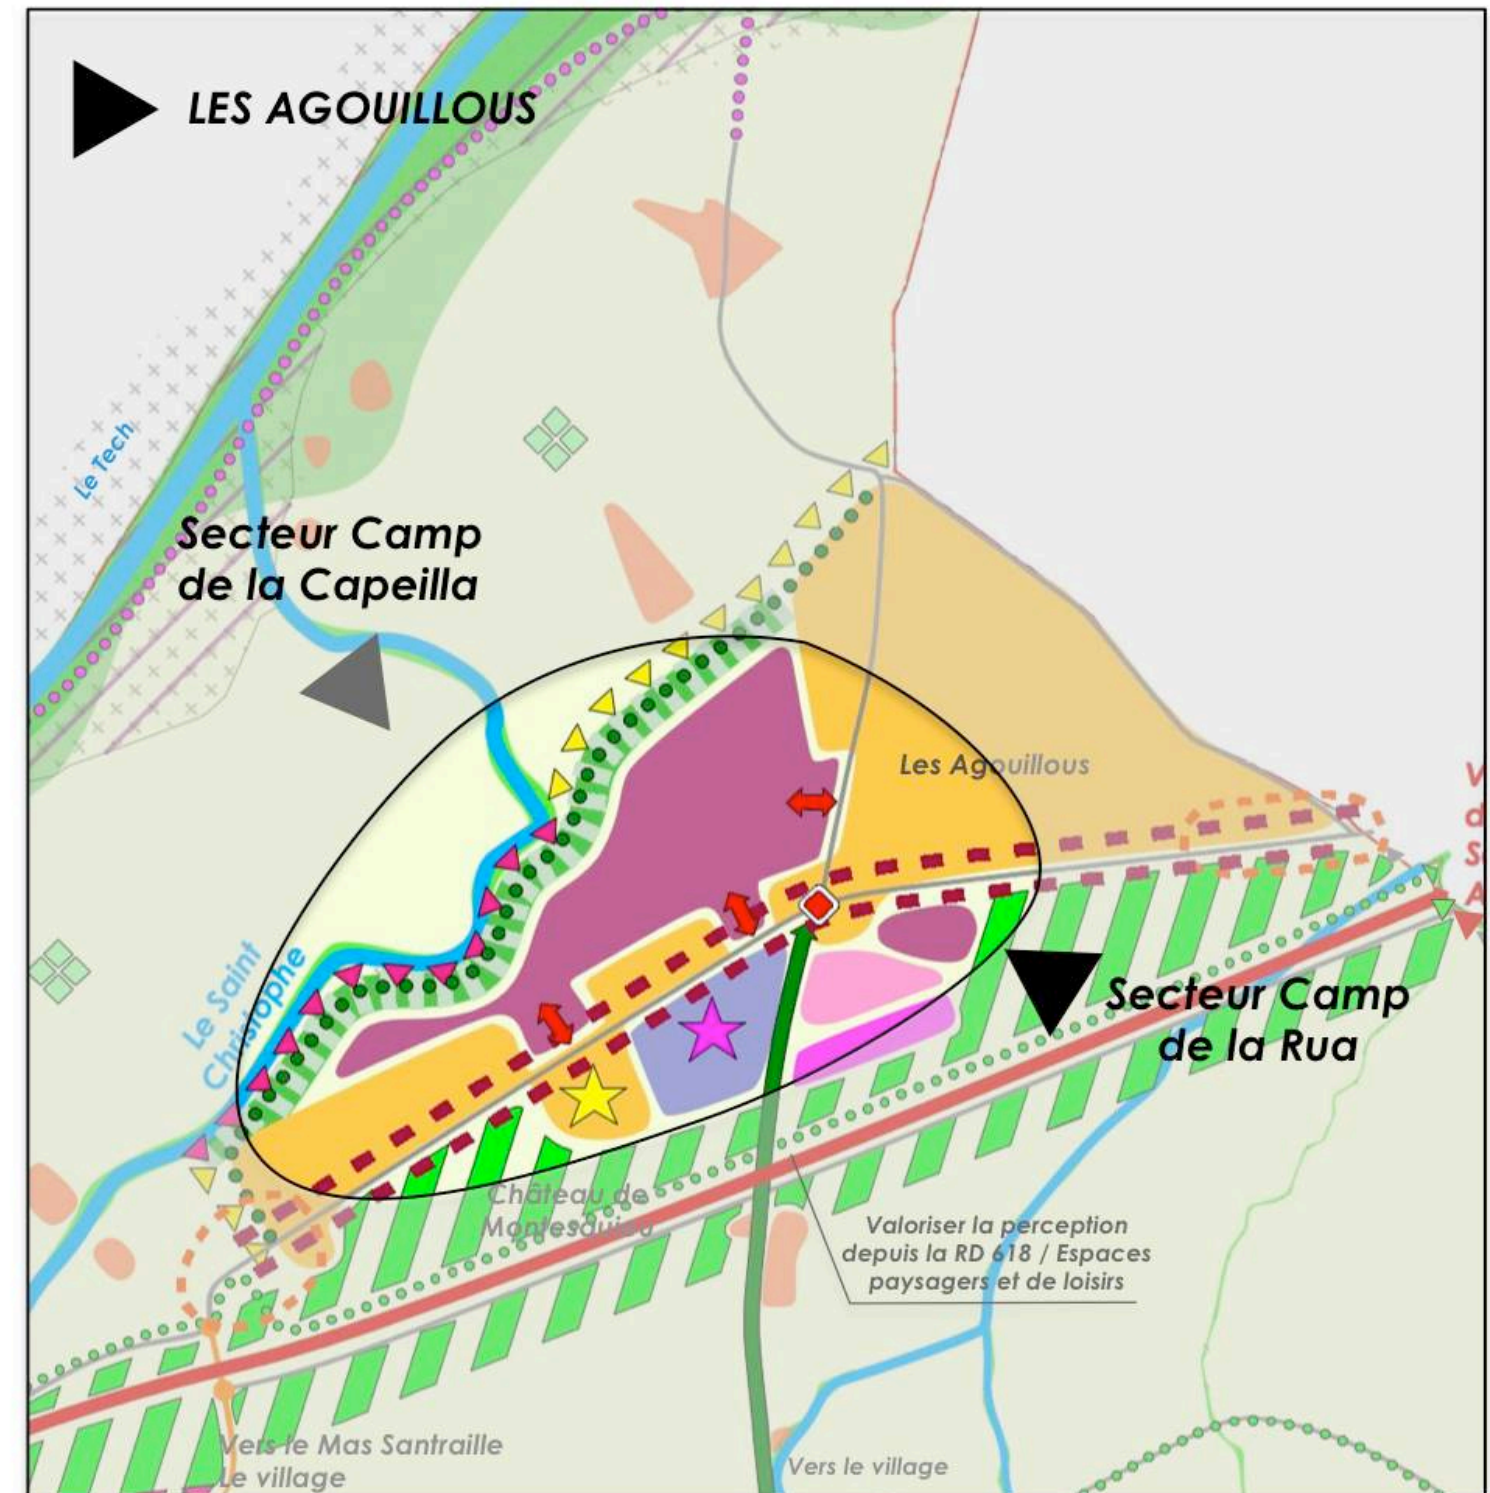 LES AGOUILLOUS
Le Tech
Secteur Camp
de la Capeilla
Les Agouillous
V
d
S
A
Le Saint
Christophe
Secteur Camp
de la Rua
Château de
Montesquieu
Valoriser la perception
depuis la RD 618 / Espaces
paysagers et de loisirs
Vers le Mas Santraille
Le village
Vers le village